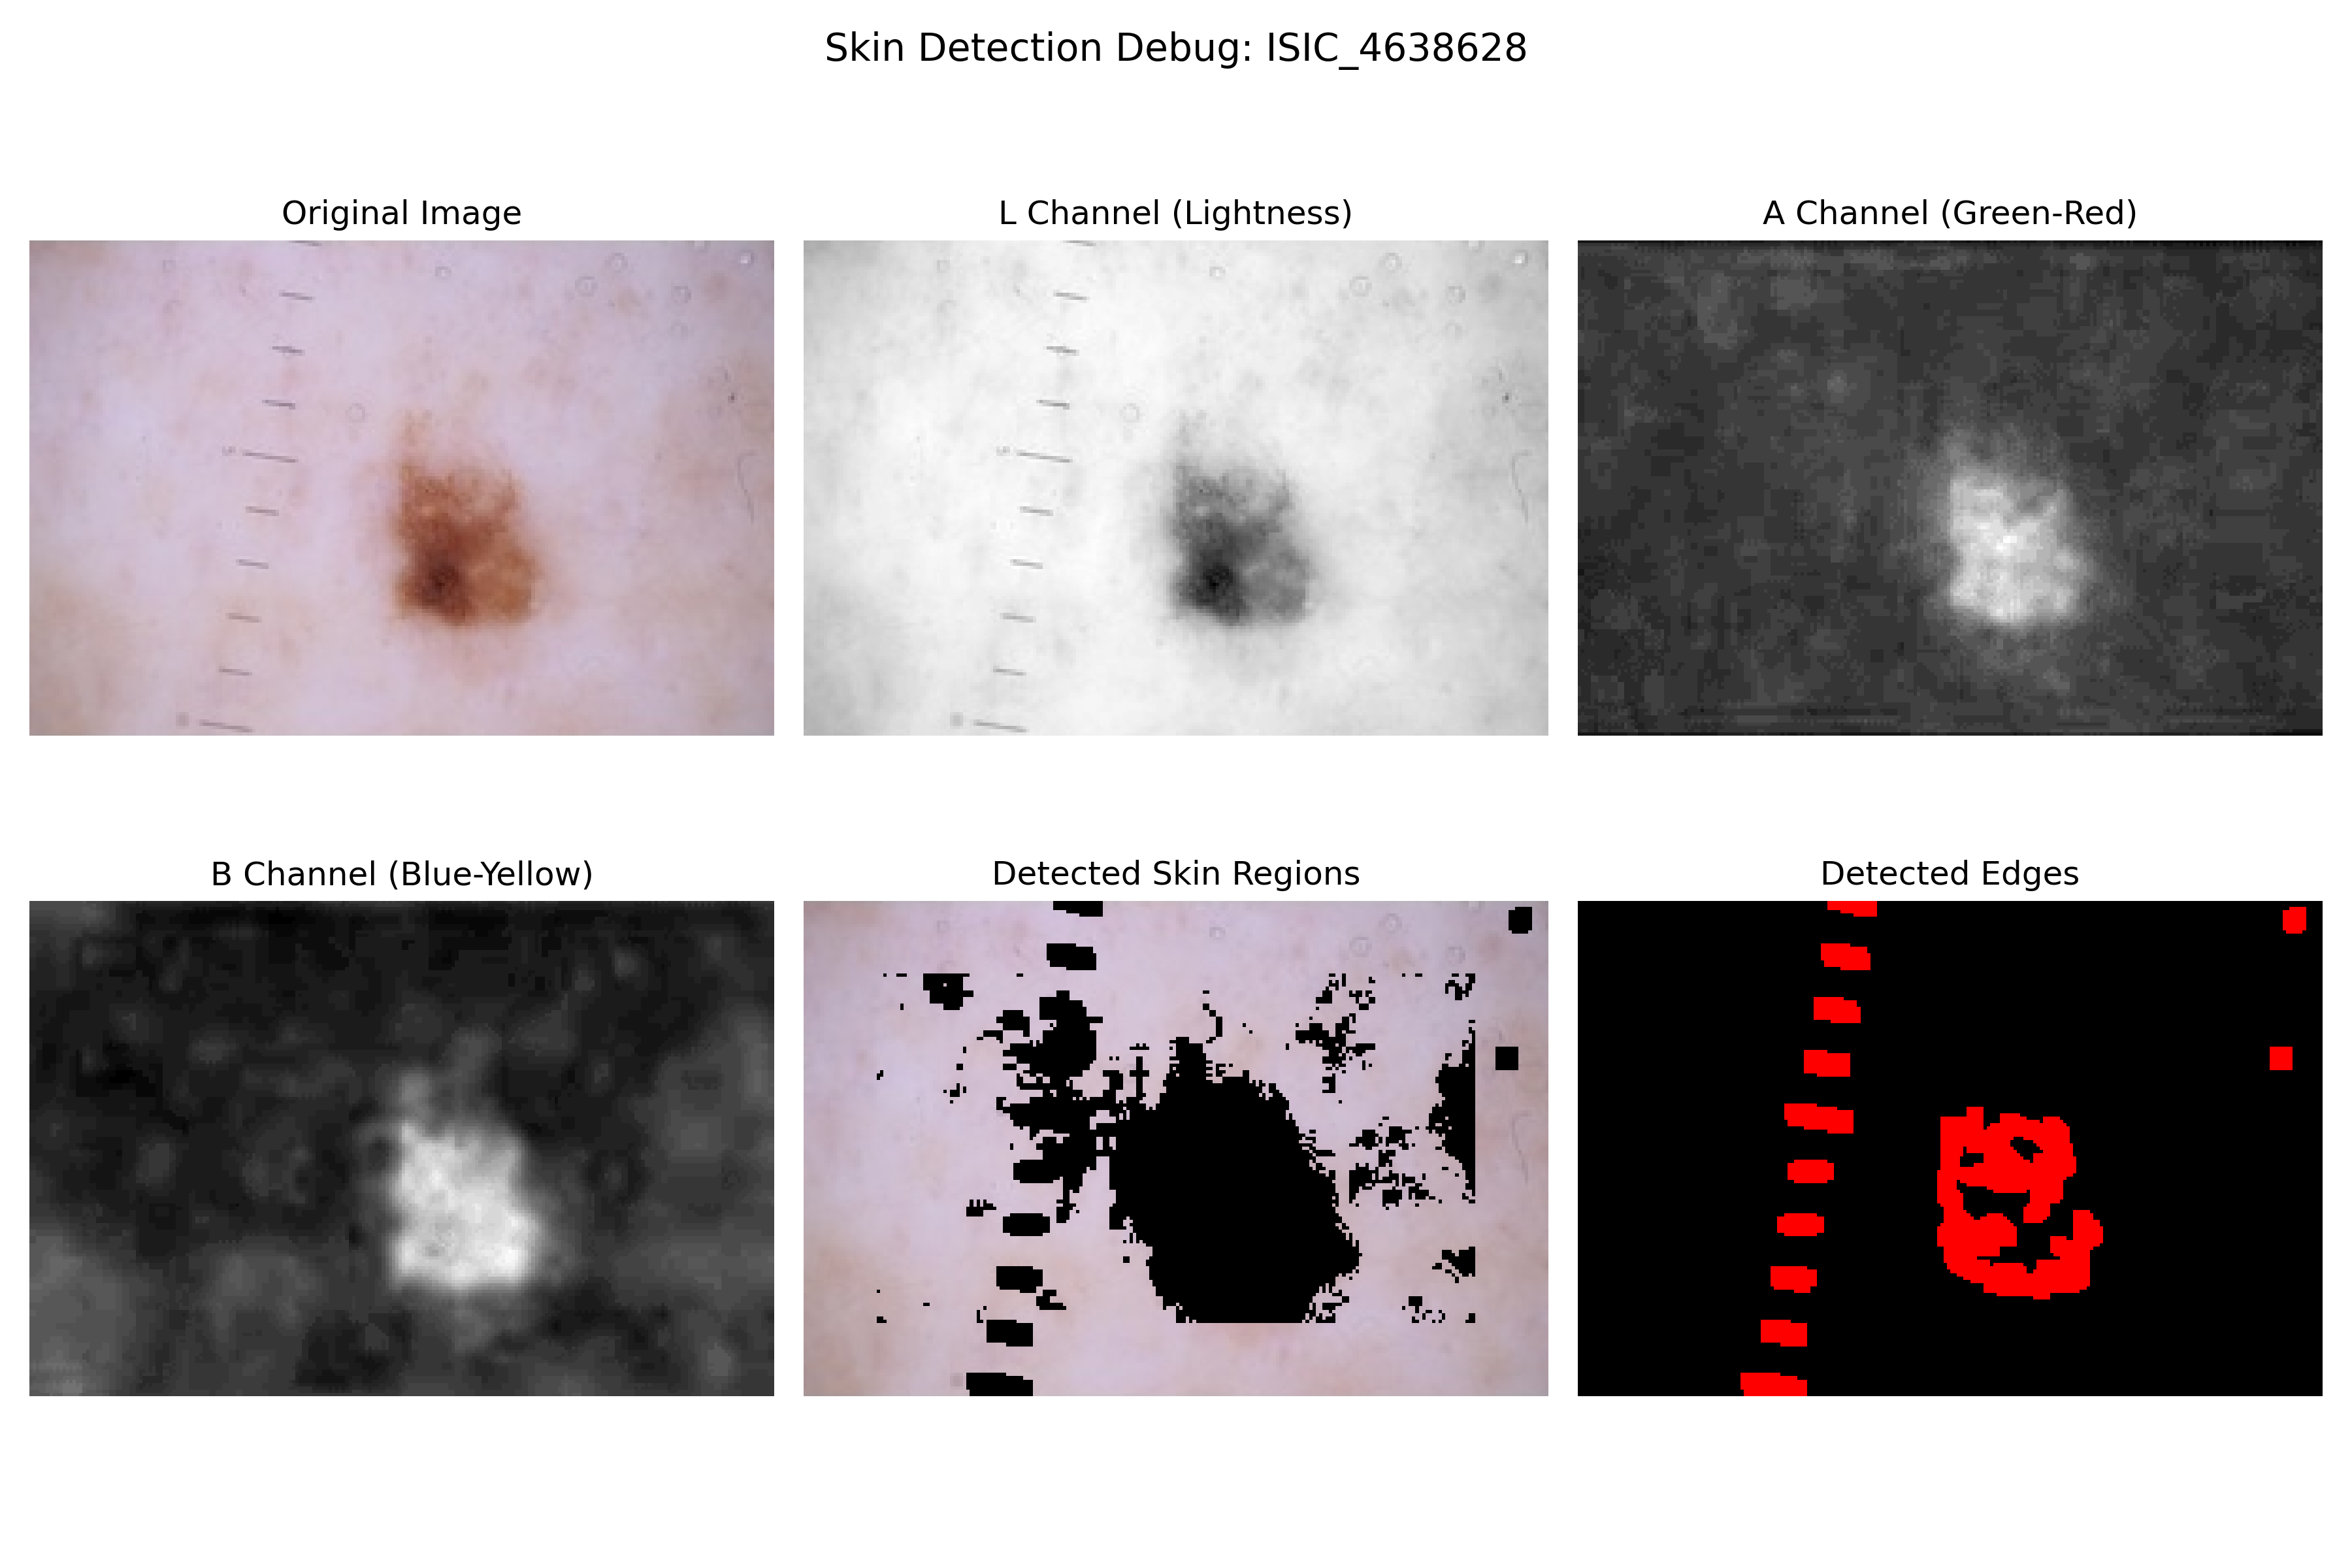 Skin Detection Debug: ISIC_4638628
Original Image
L Channel (Lightness)
A Channel (Green-Red)
B Channel (Blue-Yellow)
Detected Skin Regions
Detected Edges